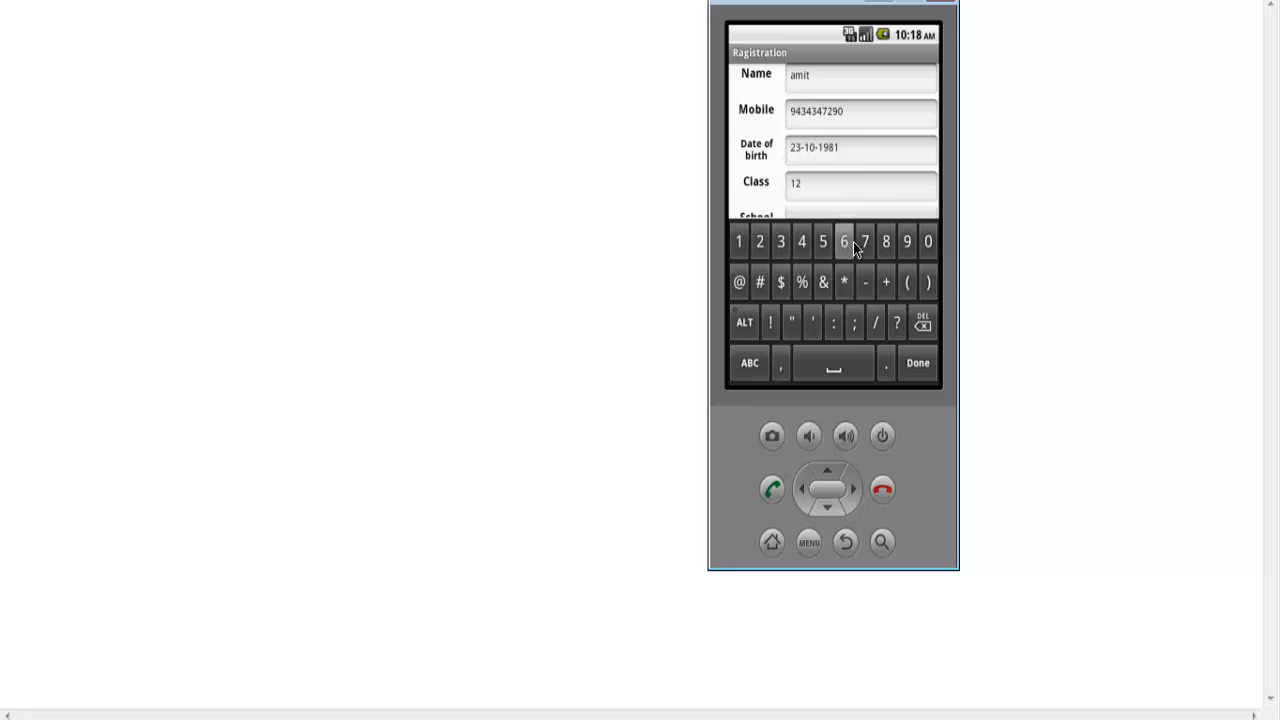 10:18 AM
Ragistration
Name amit
Mobile 9434347290
Date of birth 23-10-1981
Class 12
School
1 2 3 4 5 6 7 8 9 0
@ # $ % & * - + ( )
ALT ! " ' : ; / ? DEL
ABC , . Done
MENU